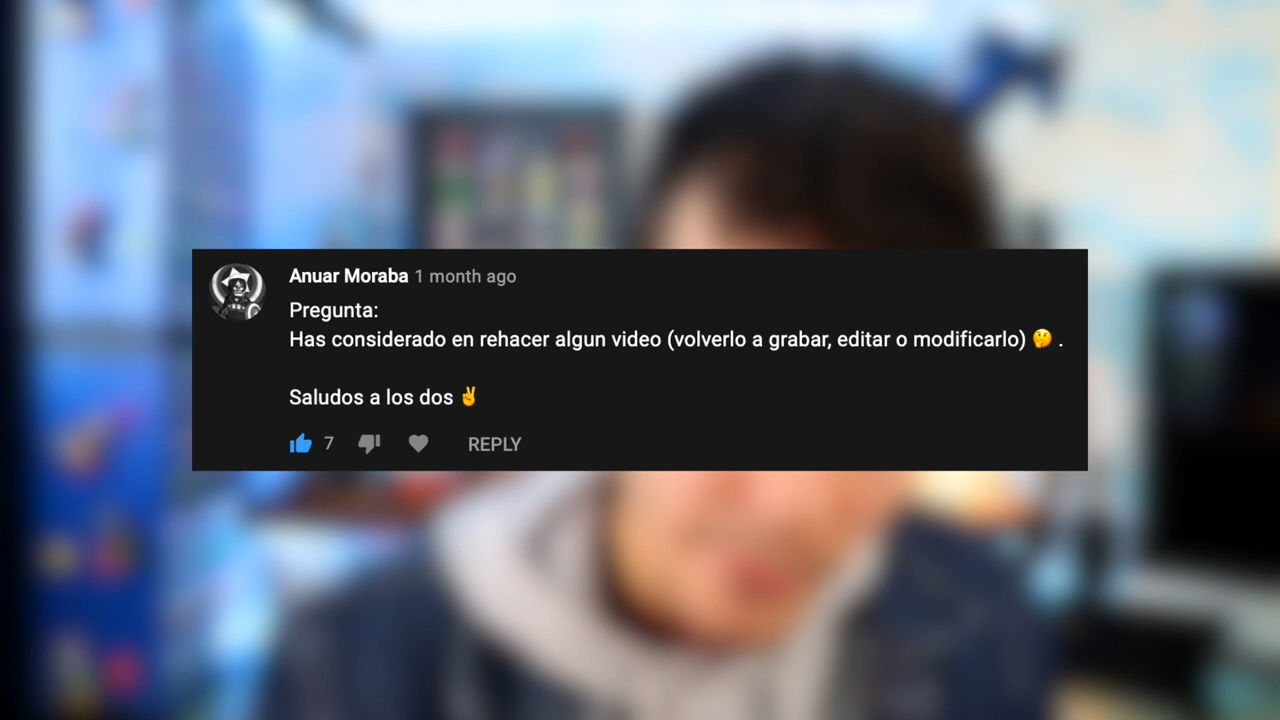 Anuar Moraba 1 month ago
Pregunta:
Has considerado en rehacer algun video (volverlo a grabar, editar o modificarlo) 🤔 .
Saludos a los dos ✌
7 REPLY